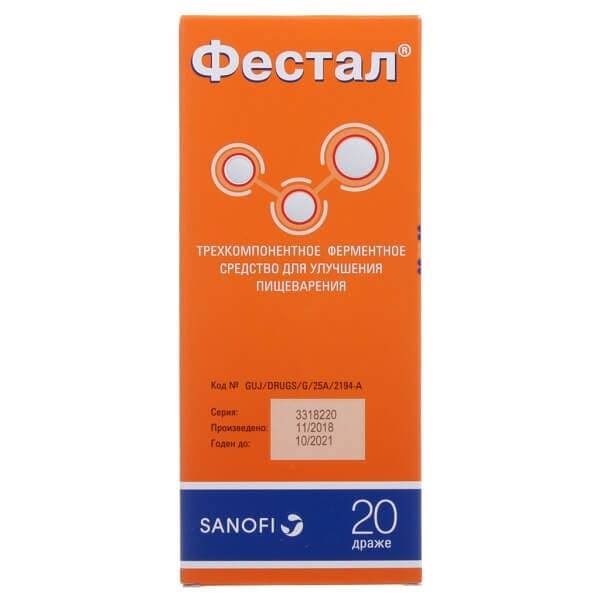 Фестал®
ТРЕХКОМПОНЕНТНОЕ ФЕРМЕНТНОЕ
СРЕДСТВО ДЛЯ УЛУЧШЕНИЯ
ПИЩЕВАРЕНИЯ
Код № GUJ/DRUGS/G/25A/2194-A
Серия: 3318220
Произведено: 11/2018
Годен до: 10/2021
SANOFI
20
драже